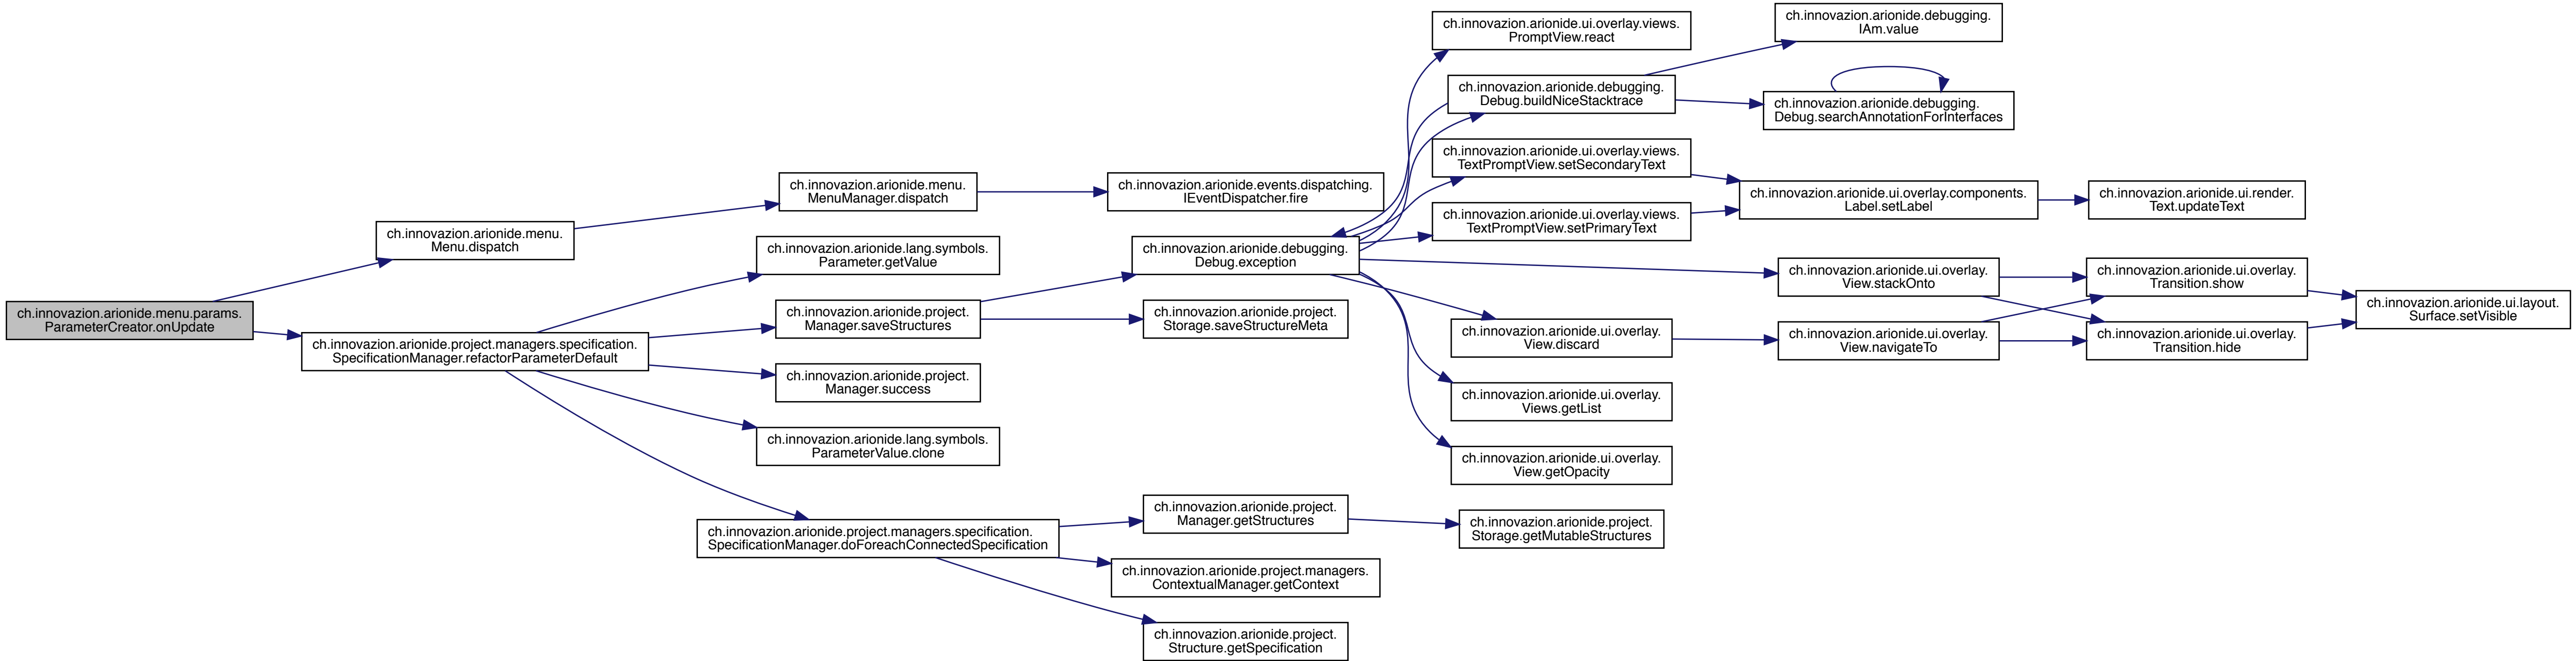 ch.innovazion.arionide.menu.params.
ParameterCreator.onUpdate
ch.innovazion.arionide.menu.
Menu.dispatch
ch.innovazion.arionide.menu.
MenuManager.dispatch
ch.innovazion.arionide.events.dispatching.
IEventDispatcher.fire
ch.innovazion.arionide.project.managers.specification.
SpecificationManager.refactorParameterDefault
ch.innovazion.arionide.lang.symbols.
Parameter.getValue
ch.innovazion.arionide.project.
Manager.saveStructures
ch.innovazion.arionide.project.
Manager.success
ch.innovazion.arionide.lang.symbols.
ParameterValue.clone
ch.innovazion.arionide.project.managers.specification.
SpecificationManager.doForeachConnectedSpecification
ch.innovazion.arionide.debugging.
Debug.exception
ch.innovazion.arionide.project.
Storage.saveStructureMeta
ch.innovazion.arionide.project.
Manager.getStructures
ch.innovazion.arionide.project.managers.
ContextualManager.getContext
ch.innovazion.arionide.project.
Structure.getSpecification
ch.innovazion.arionide.ui.overlay.views.
PromptView.react
ch.innovazion.arionide.debugging.
Debug.buildNiceStacktrace
ch.innovazion.arionide.ui.overlay.views.
TextPromptView.setSecondaryText
ch.innovazion.arionide.ui.overlay.views.
TextPromptView.setPrimaryText
ch.innovazion.arionide.ui.overlay.
View.discard
ch.innovazion.arionide.ui.overlay.
Views.getList
ch.innovazion.arionide.ui.overlay.
View.getOpacity
ch.innovazion.arionide.project.
Storage.getMutableStructures
ch.innovazion.arionide.debugging.
IAm.value
ch.innovazion.arionide.debugging.
Debug.searchAnnotationForInterfaces
ch.innovazion.arionide.ui.overlay.components.
Label.setLabel
ch.innovazion.arionide.ui.overlay.
View.stackOnto
ch.innovazion.arionide.ui.overlay.
View.navigateTo
ch.innovazion.arionide.ui.render.
Text.updateText
ch.innovazion.arionide.ui.overlay.
Transition.show
ch.innovazion.arionide.ui.overlay.
Transition.hide
ch.innovazion.arionide.ui.layout.
Surface.setVisible